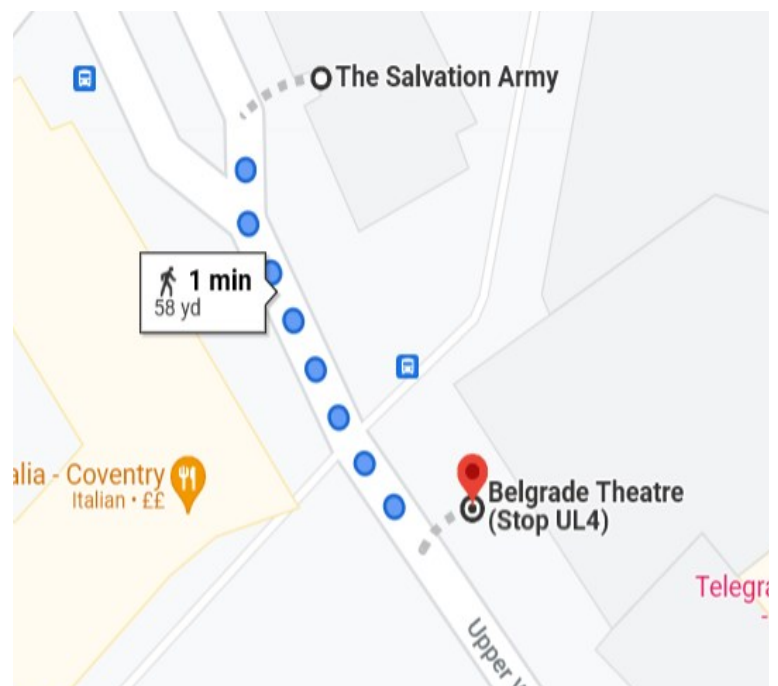 The Salvation Army
1 min
58 yd
alia - Coventry
Italian • ££
Belgrade Theatre
(Stop UL4)
Telegra
Upper